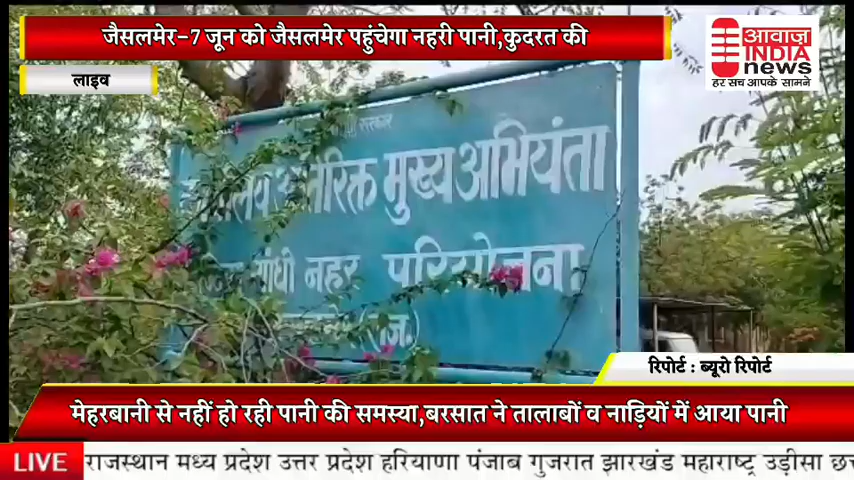 जैसलमेर-7 जून को जैसलमेर पहुंचेगा नहरी पानी,कुदरत की
लाइव
आवाज़
INDIA
news
हर सच आपके सामने
सरकार
मुख्य अभियंता
गांधी नहर परियोजना
(राज.)
रिपोर्ट : ब्यूरो रिपोर्ट
मेहरबानी से नहीं हो रही पानी की समस्या,बरसात ने तालाबों व नाड़ियों में आया पानी
LIVE राजस्थान मध्य प्रदेश उत्तर प्रदेश हरियाणा पंजाब गुजरात झारखंड महाराष्ट्र उड़ीसा